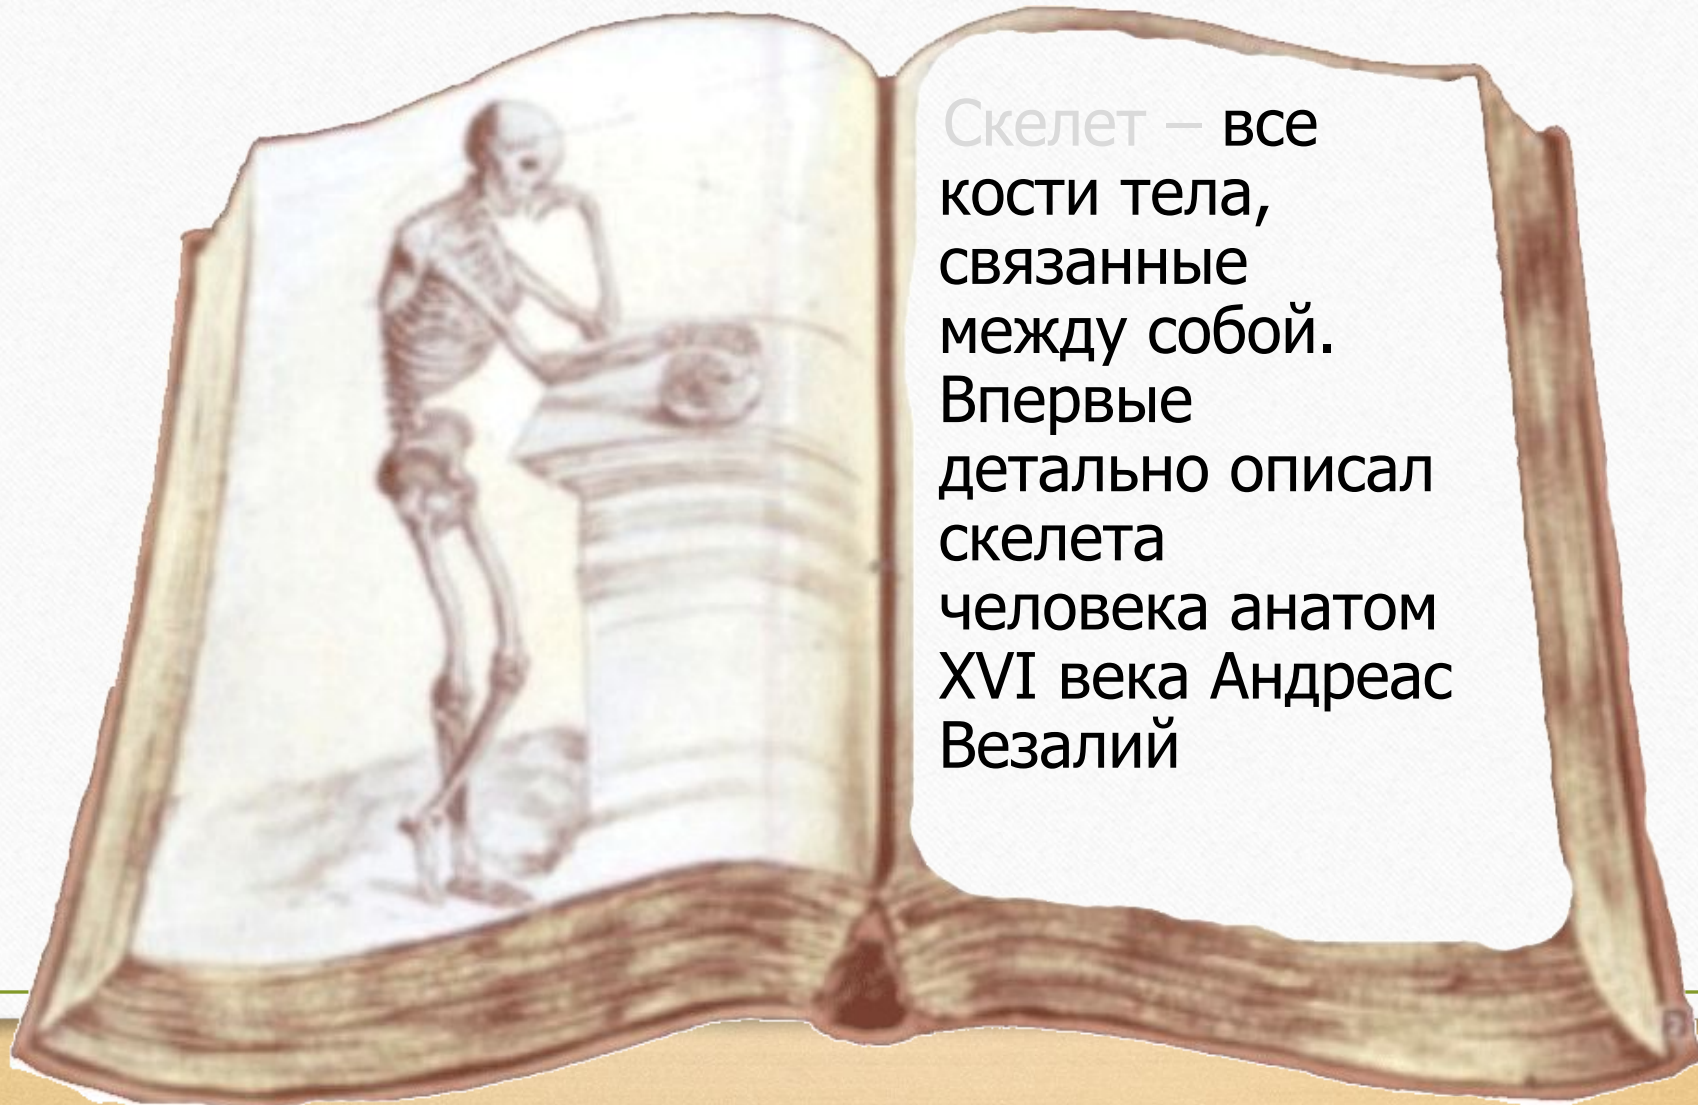 Скелет – все
кости тела,
связанные
между собой.
Впервые
детально описал
скелета
человека анатом
XVI века Андреас
Везалий